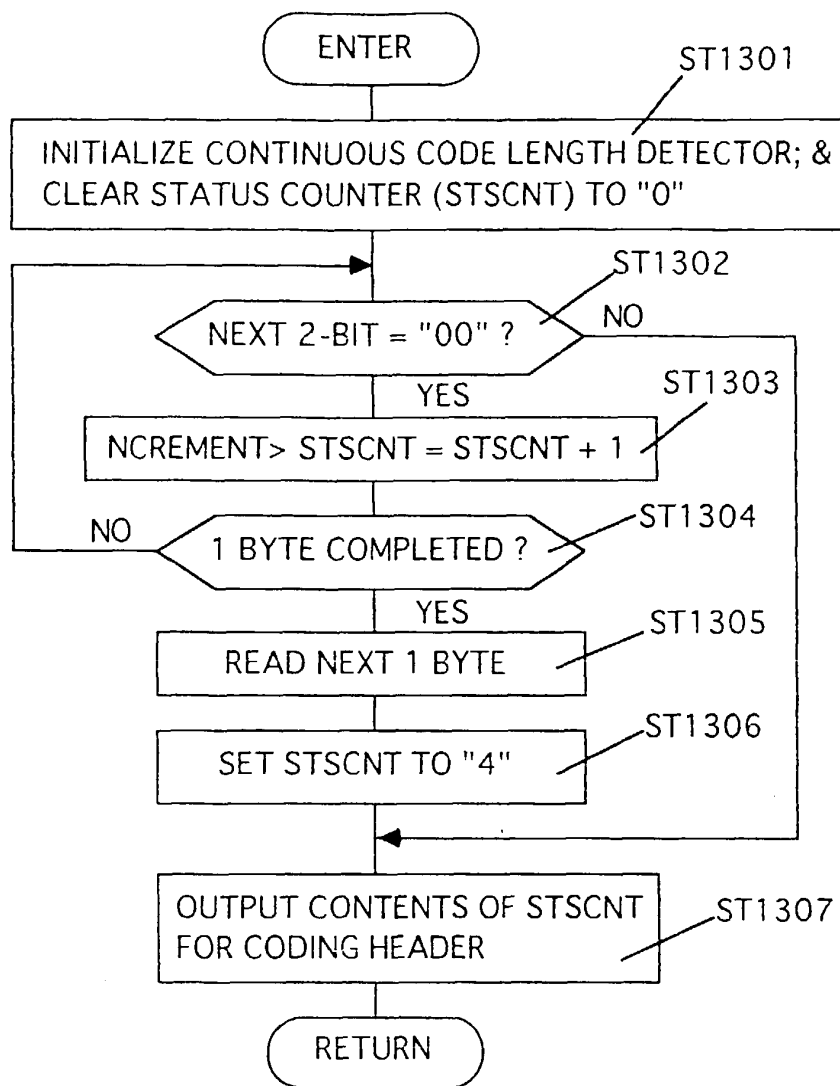 ENTER
ST1301
INITIALIZE CONTINUOUS CODE LENGTH DETECTOR; &
CLEAR STATUS COUNTER (STSCNT) TO "0"
ST1302
NEXT 2-BIT = "00" ?
NO
YES
ST1303
NCREMENT> STSCNT = STSCNT + 1
ST1304
NO
1 BYTE COMPLETED ?
YES
ST1305
READ NEXT 1 BYTE
ST1306
SET STSCNT TO "4"
OUTPUT CONTENTS OF STSCNT
FOR CODING HEADER
ST1307
RETURN